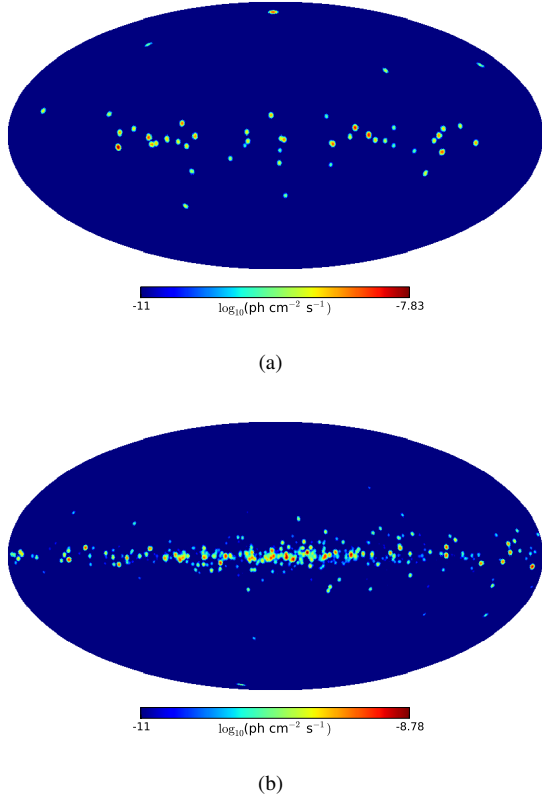 -11 log₁₀(ph cm⁻² s⁻¹) -7.83
(a)
-11 log₁₀(ph cm⁻² s⁻¹) -8.78
(b)